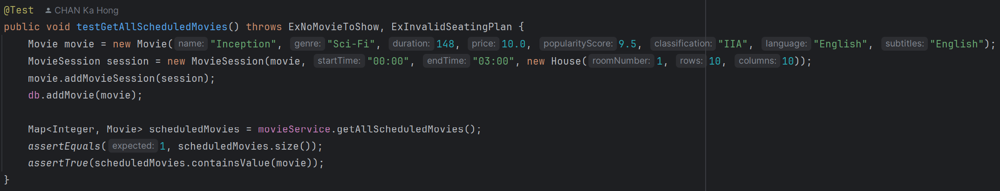 @Test CHAN Ka Hong
public void testGetAllScheduledMovies() throws ExNoMovieToShow, ExInvalidSeatingPlan {
    Movie movie = new Movie( name: "Inception", genre: "Sci-Fi", duration: 148, price: 10.0, popularityScore: 9.5, classification: "IIA", language: "English", subtitles: "English");
    MovieSession session = new MovieSession(movie, startTime: "00:00", endTime: "03:00", new House( roomNumber: 1, rows: 10, columns: 10));
    movie.addMovieSession(session);
    db.addMovie(movie);

    Map<Integer, Movie> scheduledMovies = movieService.getAllScheduledMovies();
    assertEquals( expected: 1, scheduledMovies.size());
    assertTrue(scheduledMovies.containsValue(movie));
}